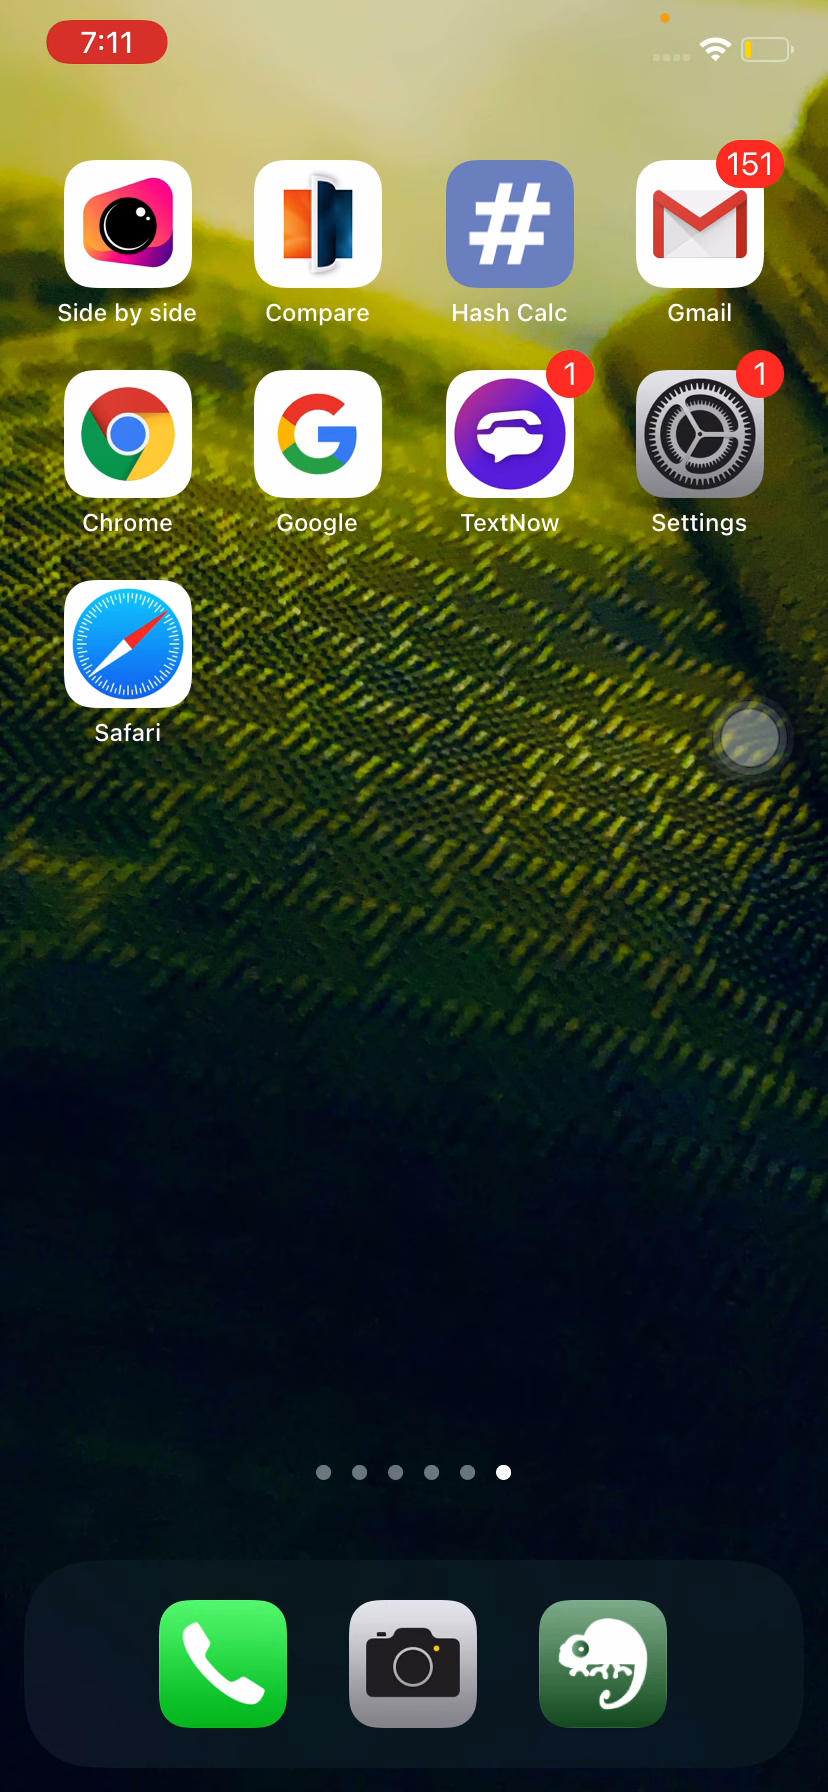 7:11
151
Side by side Compare Hash Calc Gmail
1 1
Chrome Google TextNow Settings
Safari